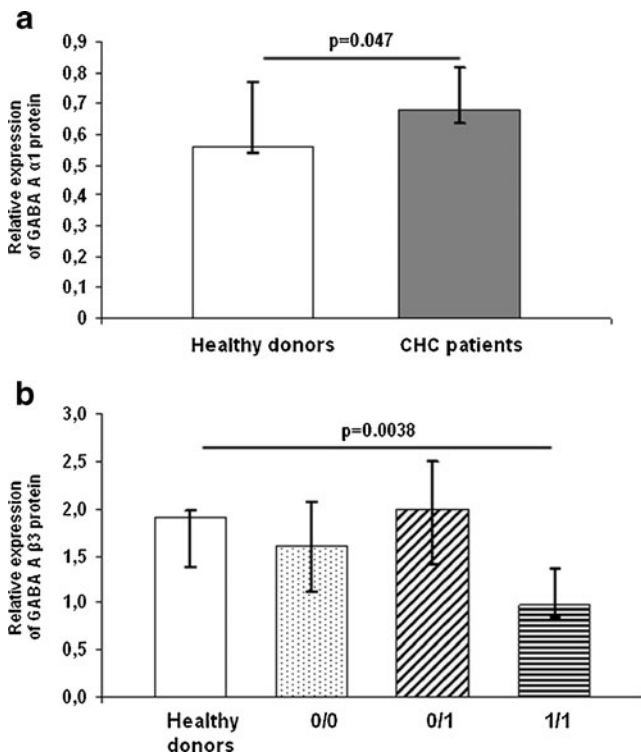 a
p=0.047
Relative expression
of GABA A α1 protein
0,9
0,8
0,7
0,6
0,5
0,4
0,3
0,2
0,1
0
Healthy donors
CHC patients
b
p=0.0038
Relative expression
of GABA A β3 protein
3,0
2,5
2,0
1,5
1,0
0,5
0,0
Healthy
donors
0/0
0/1
1/1